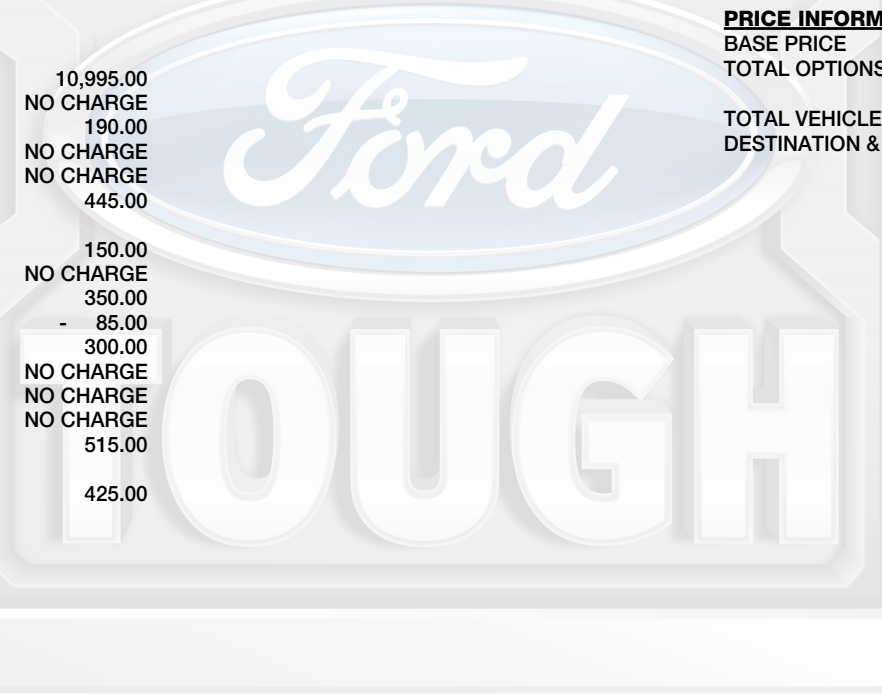 10,995.00
NO CHARGE
190.00
NO CHARGE
NO CHARGE
445.00
150.00
NO CHARGE
350.00
- 85.00
300.00
NO CHARGE
NO CHARGE
NO CHARGE
515.00
425.00
PRICE INFORM
BASE PRICE
TOTAL OPTIONS
TOTAL VEHICLE
DESTINATION &
Ford
TOUGH